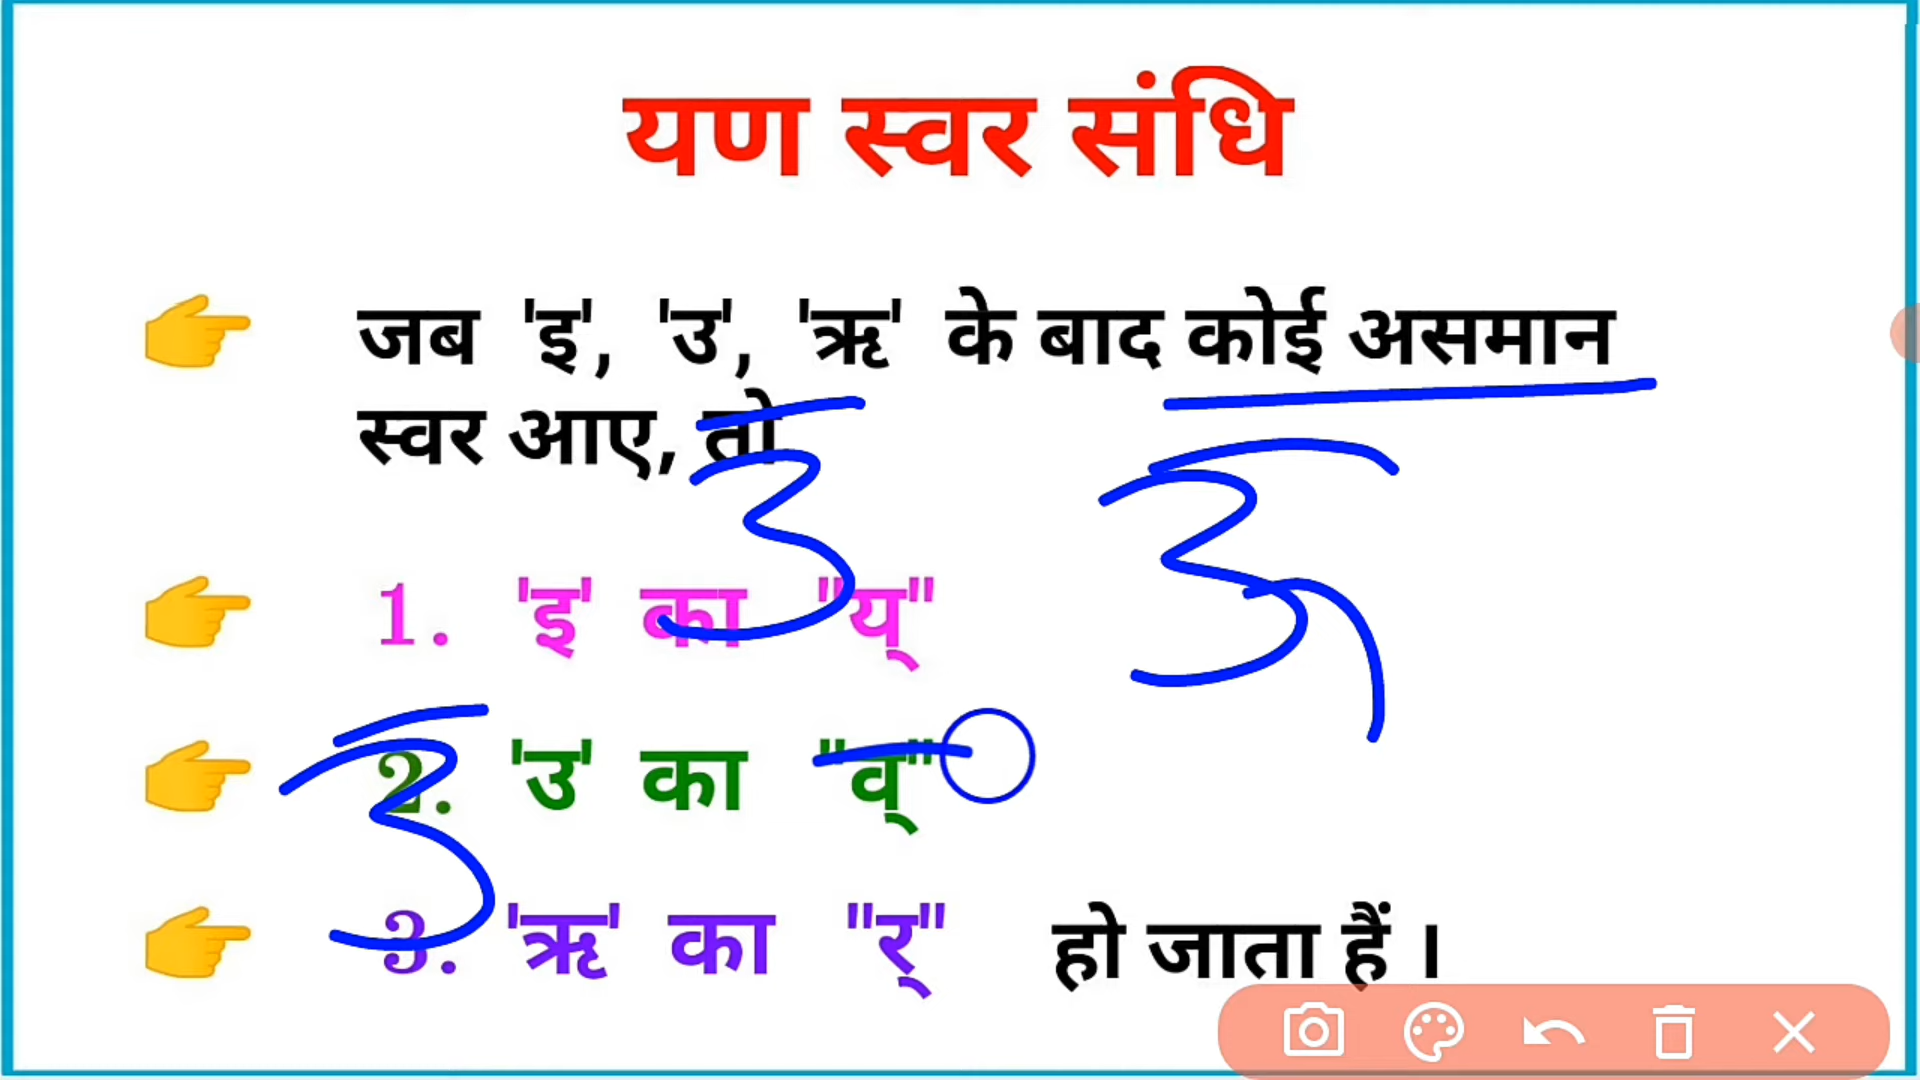 यण स्वर संधि
जब 'इ', 'उ', 'ऋ' के बाद कोई असमान
स्वर आए, तो
उ ऊ
1. 'इ' का "य्"
2. 'उ' का "व्"
उ
3. 'ऋ' का "र्" हो जाता हैं ।